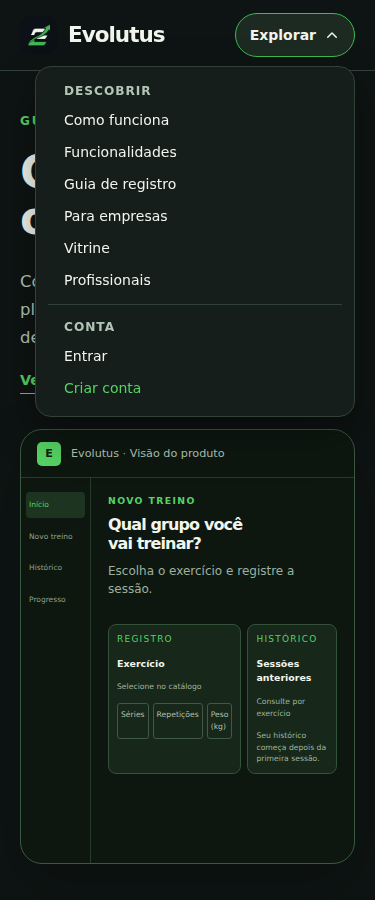 Evolutus
Explorar
DESCOBRIR
Como funciona
Funcionalidades
Guia de registro
Para empresas
Vitrine
Profissionais
CONTA
Entrar
Criar conta
E
Evolutus · Visão do produto
Início
Novo treino
Histórico
Progresso
NOVO TREINO
Qual grupo você
vai treinar?
Escolha o exercício e registre a
sessão.
REGISTRO
Exercício
Selecione no catálogo
Séries
Repetições
Peso
(kg)
HISTÓRICO
Sessões
anteriores
Consulte por
exercício
Seu histórico
começa depois da
primeira sessão.